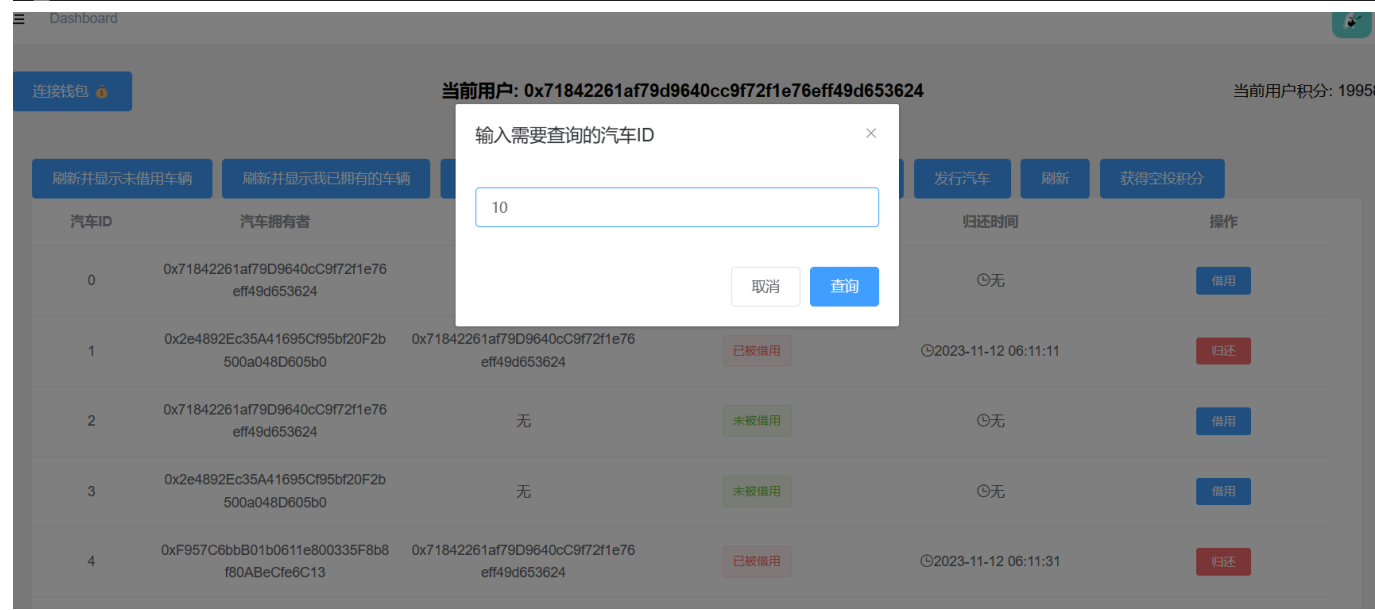 Dashboard
连接钱包
当前用户: 0x71842261af79d9640cc9f72f1e76eff49d653624
当前用户积分: 19958
输入需要查询的汽车ID
10
取消
查询
刷新并显示未借用车辆
刷新并显示我已拥有的车辆
发行汽车
刷新
获得空投积分
汽车ID
汽车拥有者
归还时间
操作
0
0x71842261af79D9640cC9f72f1e76
eff49d653624
无
借用
1
0x2e4892Ec35A41695Cf95bf20F2b
500a048D605b0
0x71842261af79D9640cC9f72f1e76
eff49d653624
已被借用
2023-11-12 06:11:11
归还
2
0x71842261af79D9640cC9f72f1e76
eff49d653624
无
未被借用
无
借用
3
0x2e4892Ec35A41695Cf95bf20F2b
500a048D605b0
无
未被借用
无
借用
4
0xF957C6bbB01b0611e800335F8b8
f80ABeCfe6C13
0x71842261af79D9640cC9f72f1e76
eff49d653624
已被借用
2023-11-12 06:11:31
归还